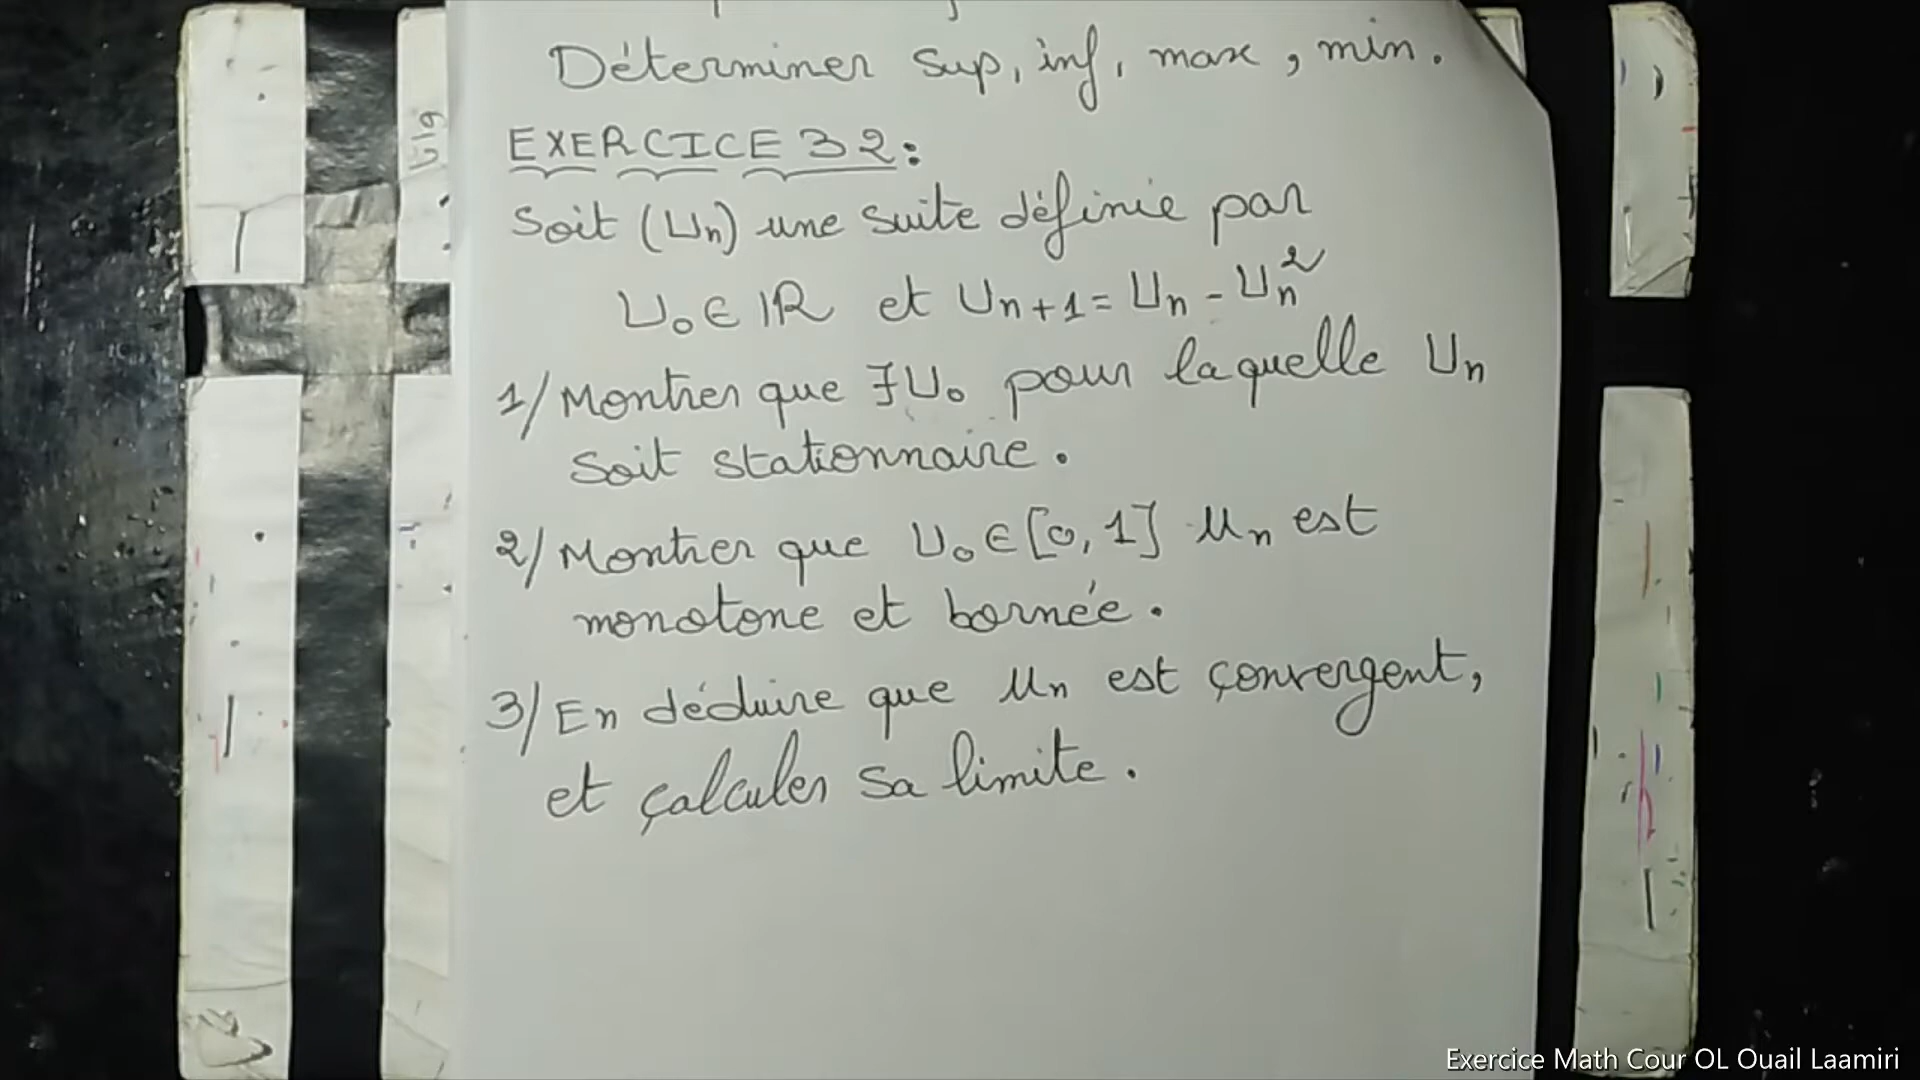 Déterminer sup, inf, max, min.
EXERCICE 32:
Soit (Un) une suite définie par
U₀ ∈ IR et Un+1 = Un - Un²
1/ Montrer que ∃U₀ pour laquelle Un
soit stationnaire.
2/ Montrer que U₀ ∈ [0, 1] Un est
monotone et bornée.
3/ En déduire que Un est convergent,
et calculer sa limite.
Exercice Math Cour OL Ouail Laamiri